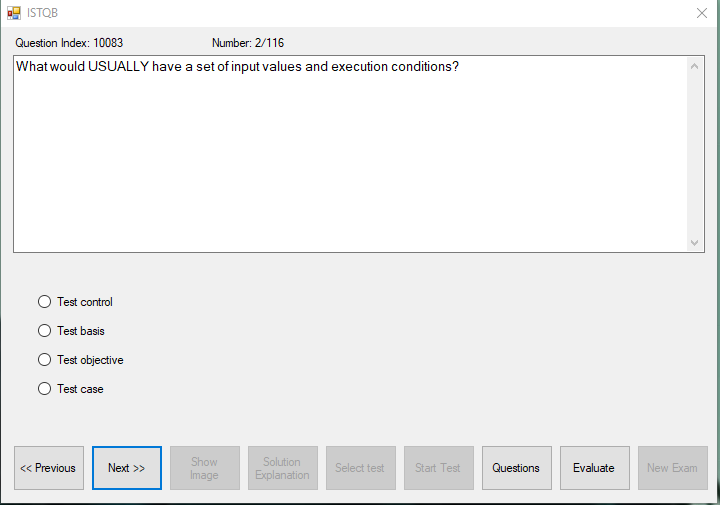 ISTQB
Question Index: 10083 Number: 2/116
What would USUALLY have a set of input values and execution conditions?
Test control
Test basis
Test objective
Test case
<< Previous
Next >>
Show
Image
Solution
Explanation
Select test
Start Test
Questions
Evaluate
New Exam